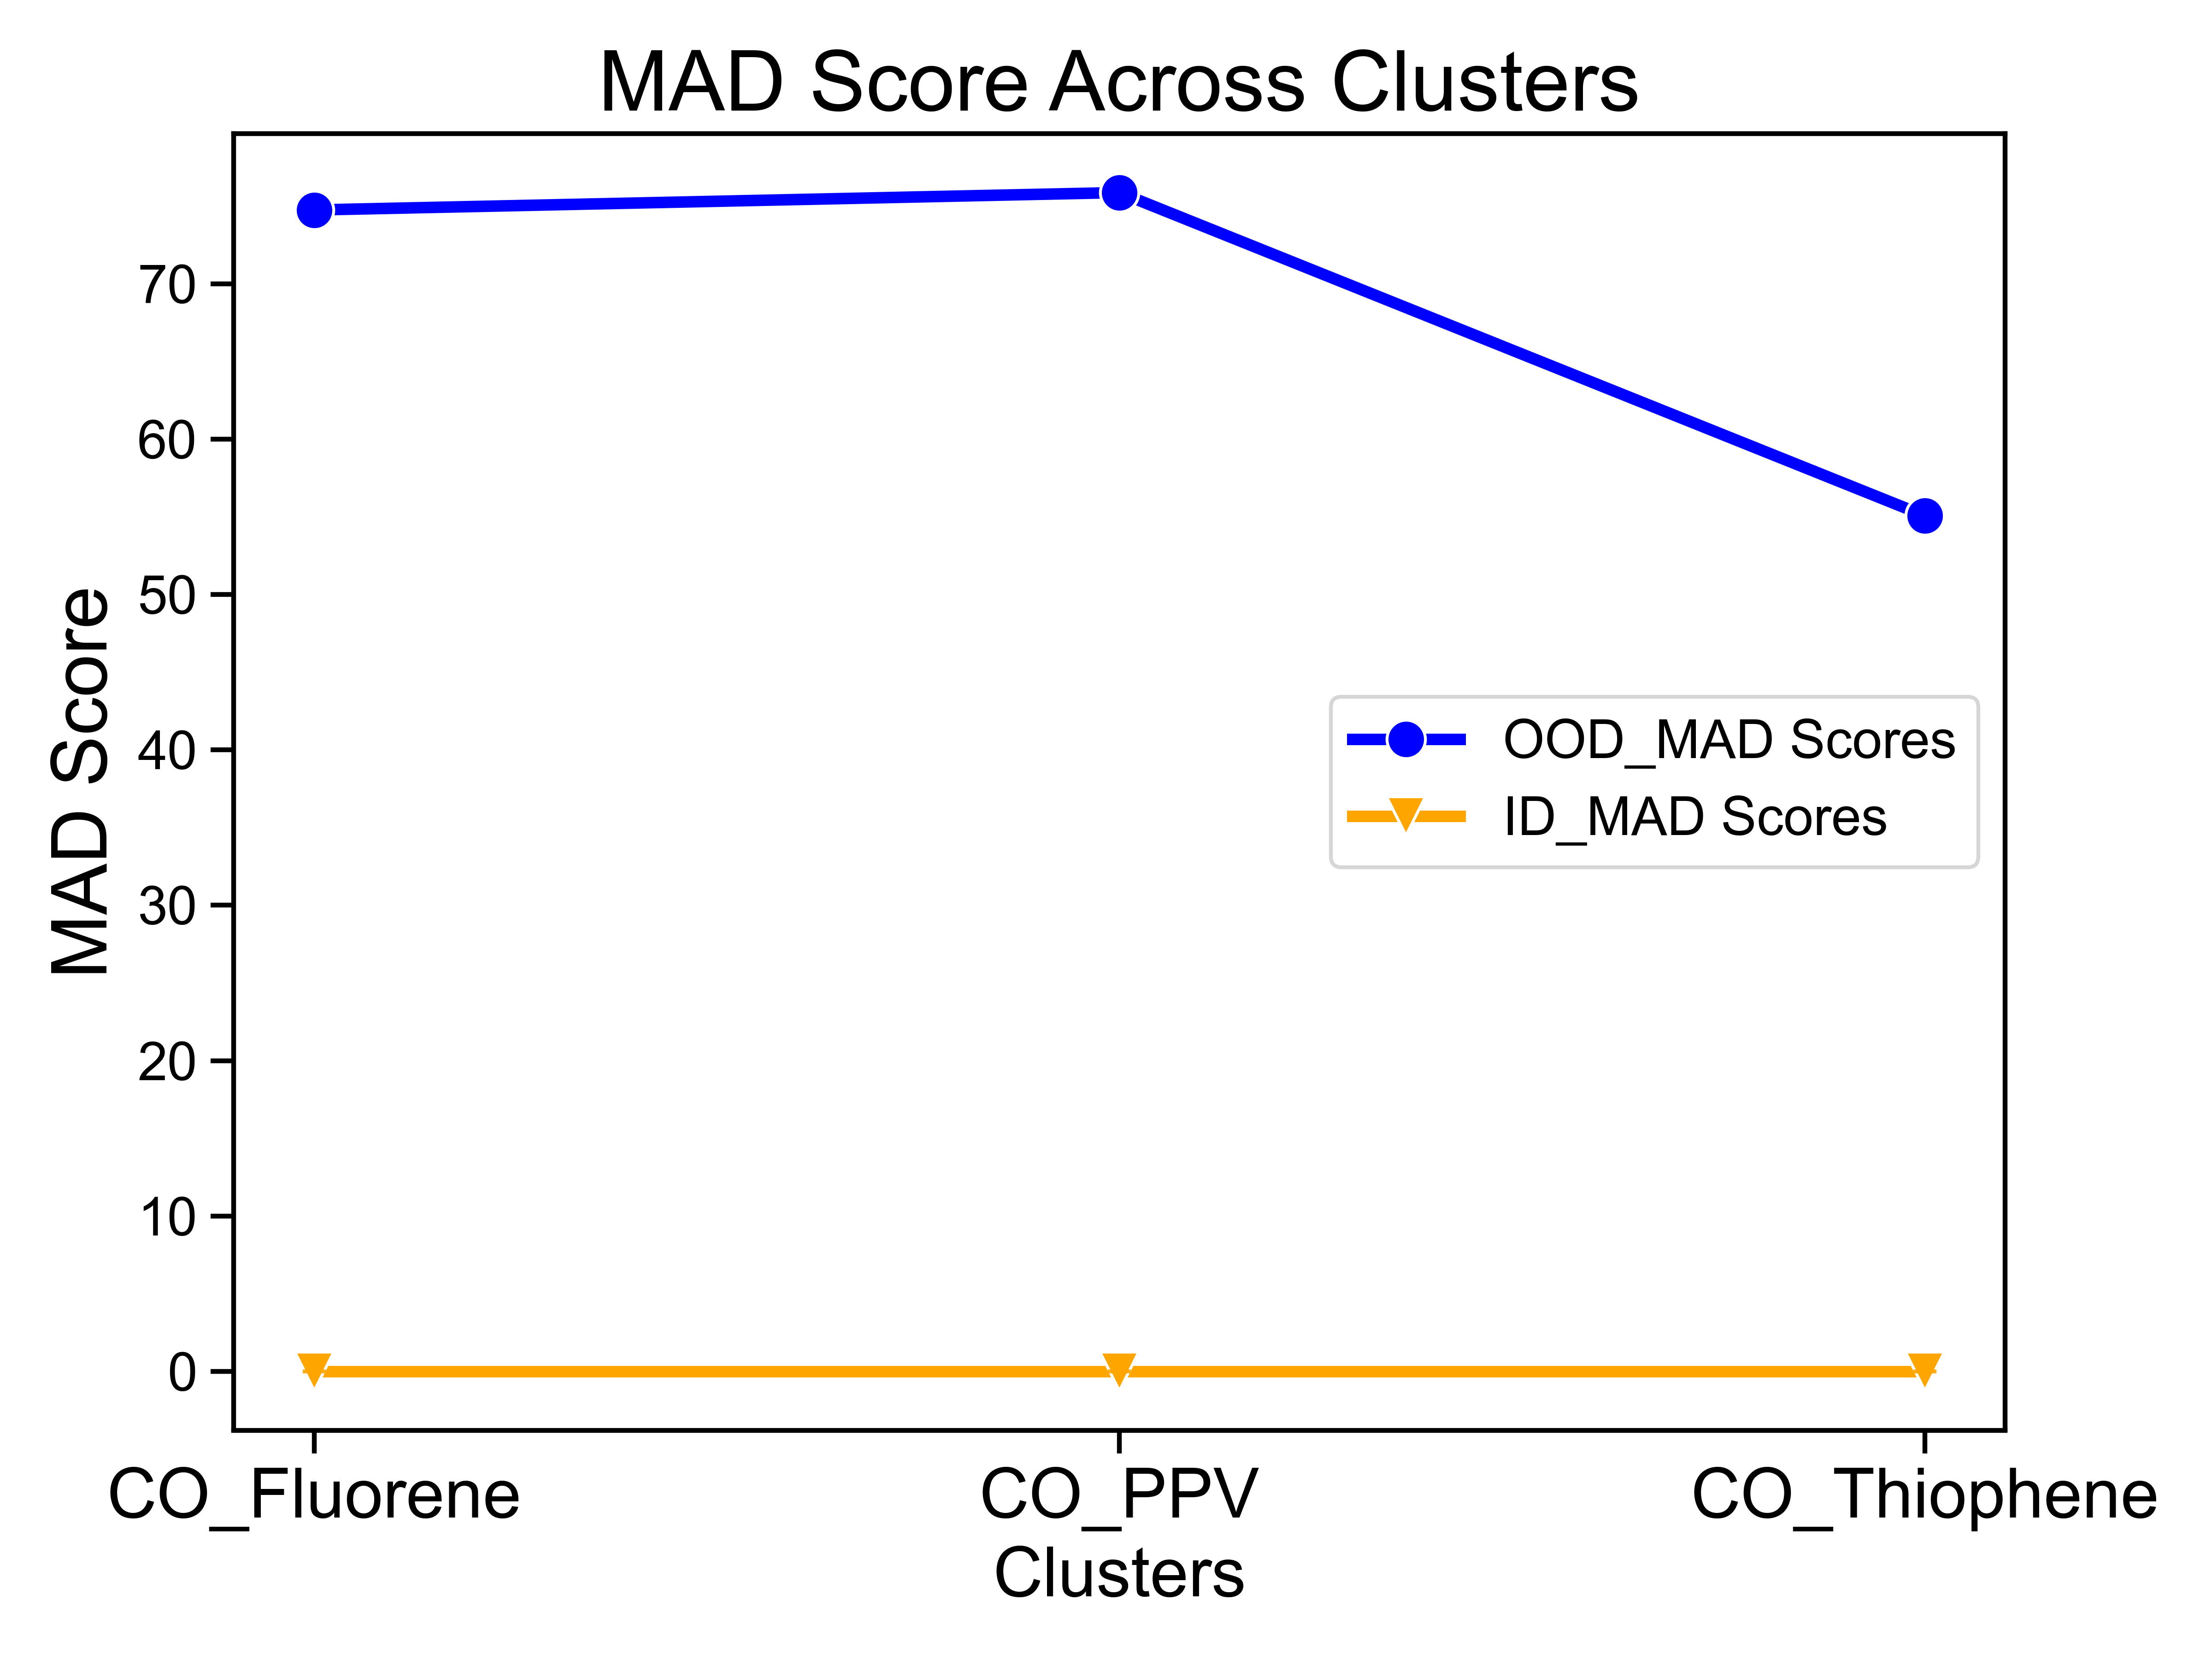 MAD Score Across Clusters
MAD Score
70
60
50
40
30
20
10
0
OOD_MAD Scores
ID_MAD Scores
CO_Fluorene
CO_PPV
CO_Thiophene
Clusters